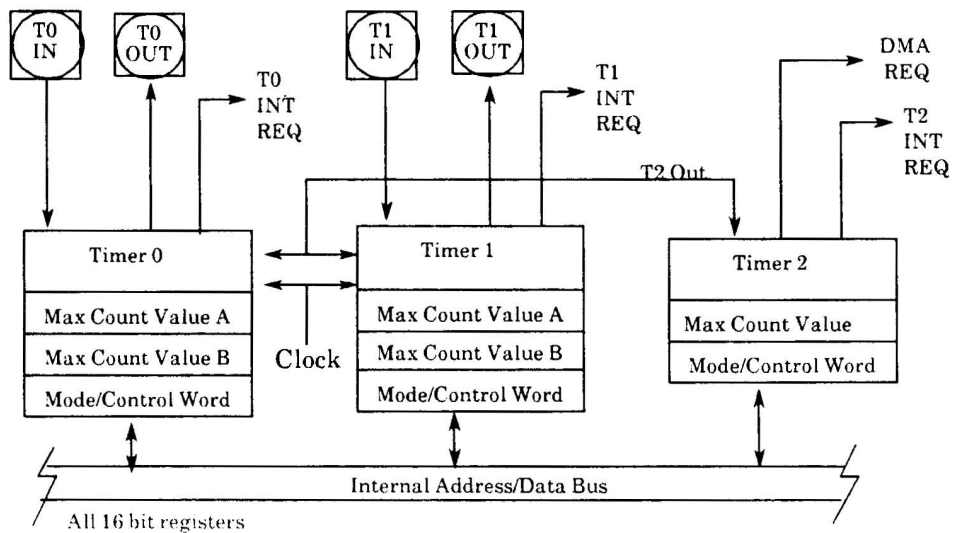 T0
IN
T0
OUT
T1
IN
T1
OUT
T0
INT
REQ
T1
INT
REQ
DMA
REQ
T2
INT
REQ
T2 Out
Timer 0
Max Count Value A
Max Count Value B
Mode/Control Word
Clock
Timer 1
Max Count Value A
Max Count Value B
Mode/Control Word
Timer 2
Max Count Value
Mode/Control Word
Internal Address/Data Bus
All 16 bit registers